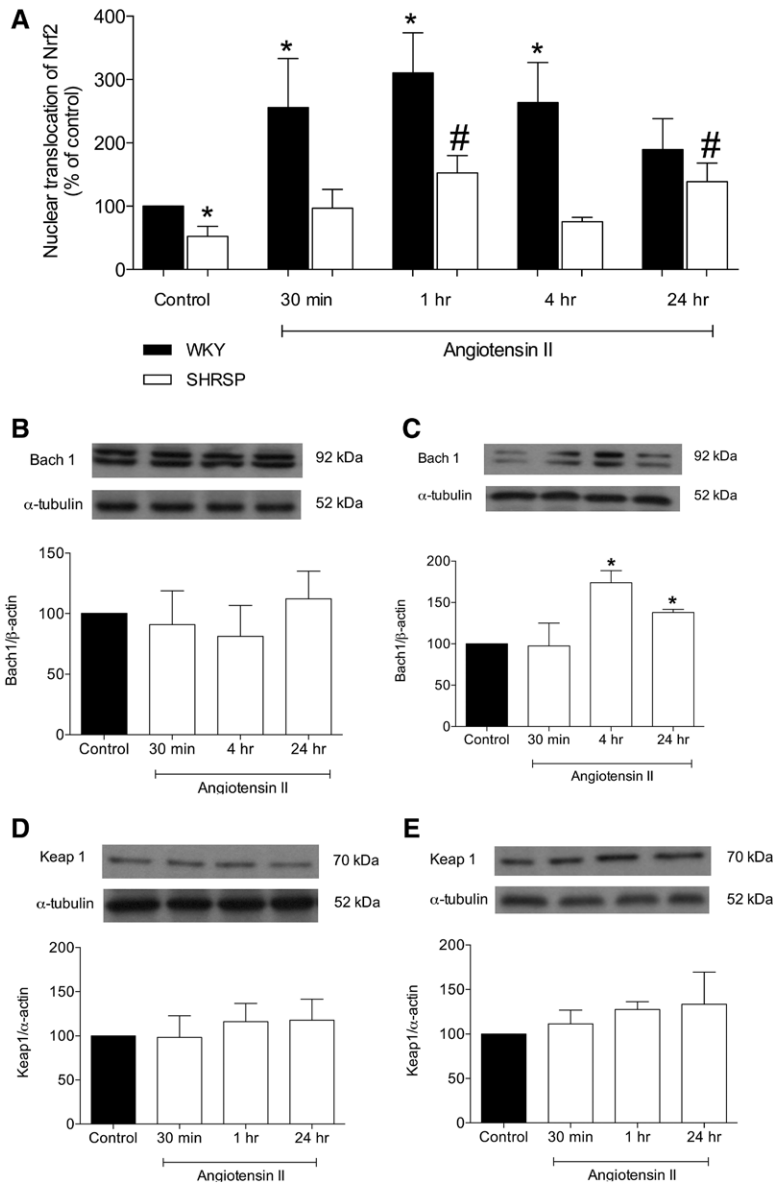 A
Nuclear translocation of Nrf2
(% of control)
400
300
200
100
0
*
*
*
*
#
#
Control
30 min
1 hr
4 hr
24 hr
Angiotensin II
WKY
SHRSP
B
Bach 1
92 kDa
α-tubulin
52 kDa
Bach1/β-actin
150
100
50
0
Control
30 min
4 hr
24 hr
Angiotensin II
C
Bach 1
92 kDa
α-tubulin
52 kDa
Bach1/β-actin
200
150
100
50
0
*
*
Control
30 min
4 hr
24 hr
Angiotensin II
D
Keap 1
70 kDa
α-tubulin
52 kDa
Keap1/α-actin
200
150
100
50
0
Control
30 min
1 hr
24 hr
Angiotensin II
E
Keap 1
70 kDa
α-tubulin
52 kDa
Keap1/α-actin
200
150
100
50
0
Control
30 min
1 hr
24 hr
Angiotensin II